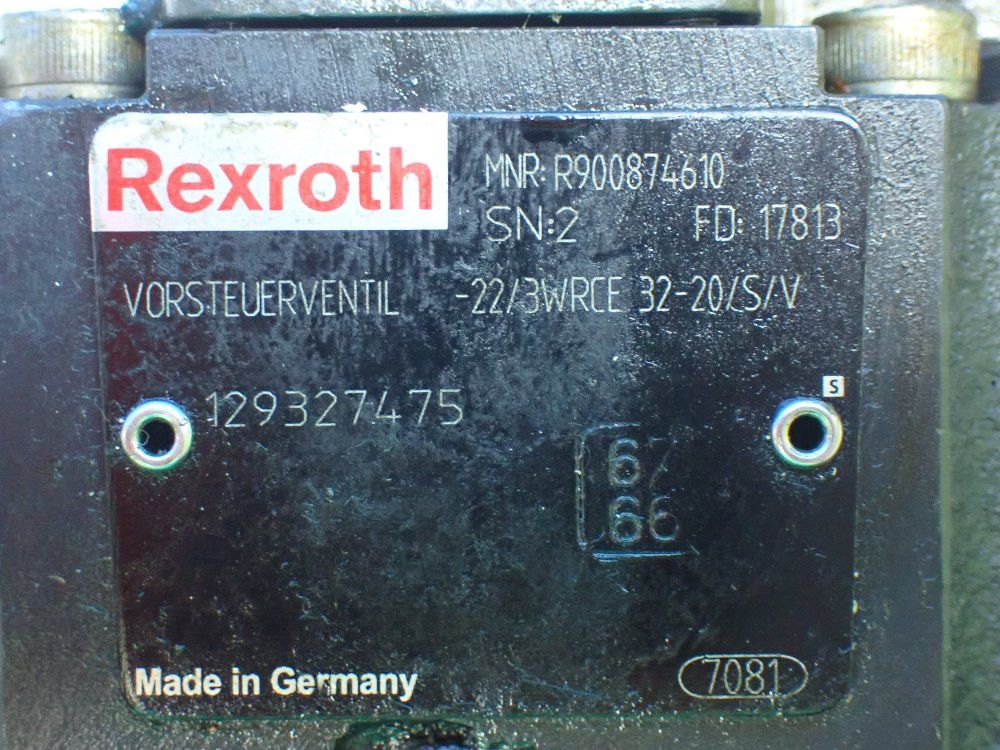 Rexroth
MNR: R900874610
SN:2 FD: 17813
VORSTEUERVENTIL -22/3WRCE 32-20/S/V
S
129327475
67
66
Made in Germany
7081